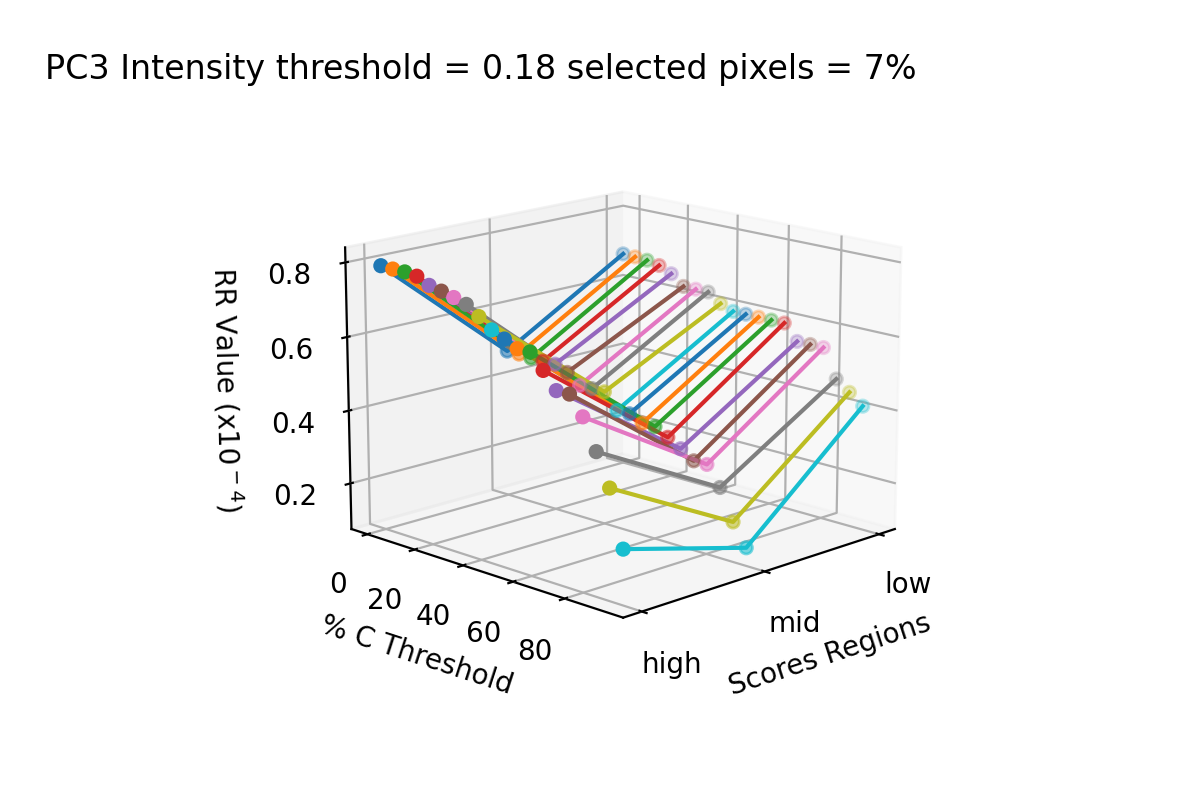 PC3 Intensity threshold = 0.18 selected pixels = 7%
RR Value (x10⁻⁴)
0.8
0.6
0.4
0.2
0
20
40
60
80
% C Threshold
high
mid
low
Scores Regions